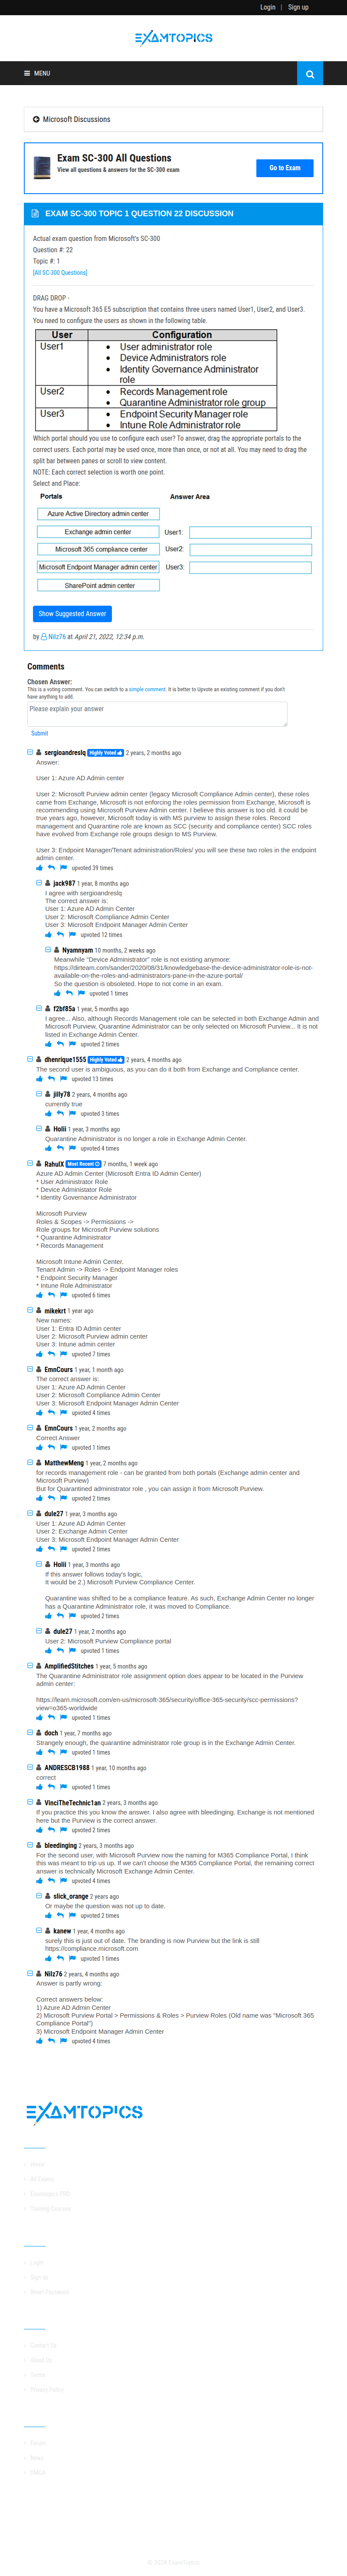 Login | Sign up
EXAMTOPICS
MENU
Microsoft Discussions
Exam SC-300 All Questions
View all questions & answers for the SC-300 exam
Go to Exam
EXAM SC-300 TOPIC 1 QUESTION 22 DISCUSSION
Actual exam question from Microsoft's SC-300
Question #: 22
Topic #: 1
[All SC-300 Questions]
DRAG DROP -
You have a Microsoft 365 E5 subscription that contains three users named User1, User2, and User3.
You need to configure the users as shown in the following table.
User Configuration
User1 • User administrator role
• Device Administrators role
• Identity Governance Administrator
role
User2 • Records Management role
• Quarantine Administrator role group
User3 • Endpoint Security Manager role
• Intune Role Administrator role
Which portal should you use to configure each user? To answer, drag the appropriate portals to the
correct users. Each portal may be used once, more than once, or not at all. You may need to drag the
split bar between panes or scroll to view content.
NOTE: Each correct selection is worth one point.
Select and Place:
Portals Answer Area
Azure Active Directory admin center
Exchange admin center User1:
Microsoft 365 compliance center User2:
Microsoft Endpoint Manager admin center User3:
SharePoint admin center
Show Suggested Answer
by Nilz76 at April 21, 2022, 12:34 p.m.
Comments
Chosen Answer:
This is a voting comment. You can switch to a simple comment. It is better to Upvote an existing comment if you don't
have anything to add.
Please explain your answer
Submit
sergioandreslq Highly Voted 2 years, 2 months ago
Answer:
User 1: Azure AD Admin center
User 2: Microsoft Purview admin center (legacy Microsoft Compliance Admin center), these roles
came from Exchange, Microsoft is not enforcing the roles permission from Exchange, Microsoft is
recommending using Microsoft Purview Admin center. I believe this answer is too old. it could be
true years ago, however, Microsoft today is with MS purview to assign these roles. Record
management and Quarantine role are known as SCC (security and compliance center) SCC roles
have evolved from Exchange role groups design to MS Purview.
User 3: Endpoint Manager/Tenant administration/Roles/ you will see these two roles in the endpoint
admin center.
upvoted 39 times
jack987 1 year, 8 months ago
I agree with sergioandreslq
The correct answer is:
User 1: Azure AD Admin Center
User 2: Microsoft Compliance Admin Center
User 3: Microsoft Endpoint Manager Admin Center
upvoted 12 times
Nyamnyam 10 months, 2 weeks ago
Meanwhile "Device Administrator" role is not existing anymore:
https://dirteam.com/sander/2020/08/31/knowledgebase-the-device-administrator-role-is-not-
available-on-the-roles-and-administrators-pane-in-the-azure-portal/
So the question is obsoleted. Hope to not come in an exam.
upvoted 1 times
f2bf85a 1 year, 5 months ago
I agree... Also, although Records Management role can be selected in both Exchange Admin and
Microsoft Purview, Quarantine Administrator can be only selected on Microsoft Purview... It is not
listed in Exchange Admin Center.
upvoted 2 times
dhenrique1555 Highly Voted 2 years, 4 months ago
The second user is ambiguous, as you can do it both from Exchange and Compliance center.
upvoted 13 times
jilly78 2 years, 4 months ago
currently true
upvoted 3 times
Holii 1 year, 3 months ago
Quarantine Administrator is no longer a role in Exchange Admin Center.
upvoted 4 times
RahulX Most Recent 7 months, 1 week ago
Azure AD Admin Center (Microsoft Entra ID Admin Center)
* User Administrator Role
* Device Administrator Role
* Identity Governance Administrator
Microsoft Purview
Roles & Scopes -> Permissions ->
Role groups for Microsoft Purview solutions
* Quarantine Administrator
* Records Management
Microsoft Intune Admin Center.
Tenant Admin -> Roles -> Endpoint Manager roles
* Endpoint Security Manager
* Intune Role Administrator
upvoted 6 times
mikekrt 1 year ago
New names:
User 1: Entra ID Admin center
User 2: Microsoft Purview admin center
User 3: Intune admin center
upvoted 7 times
EmnCours 1 year, 1 month ago
The correct answer is:
User 1: Azure AD Admin Center
User 2: Microsoft Compliance Admin Center
User 3: Microsoft Endpoint Manager Admin Center
upvoted 4 times
EmnCours 1 year, 2 months ago
Correct Answer
upvoted 1 times
MatthewMeng 1 year, 2 months ago
for records management role - can be granted from both portals (Exchange admin center and
Microsoft Purview)
But for Quarantined administrator role , you can assign it from Microsoft Purview.
upvoted 2 times
dule27 1 year, 3 months ago
User 1: Azure AD Admin Center
User 2: Exchange Admin Center
User 3: Microsoft Endpoint Manager Admin Center
upvoted 2 times
Holii 1 year, 3 months ago
If this answer follows today's logic,
It would be 2.) Microsoft Purview Compliance Center.
Quarantine was shifted to be a compliance feature. As such, Exchange Admin Center no longer
has a Quarantine Administrator role, it was moved to Compliance.
upvoted 2 times
dule27 1 year, 2 months ago
User 2: Microsoft Purview Compliance portal
upvoted 1 times
AmplifiedStitches 1 year, 5 months ago
The Quarantine Administrator role assignment option does appear to be located in the Purview
admin center:
https://learn.microsoft.com/en-us/microsoft-365/security/office-365-security/scc-permissions?
view=o365-worldwide
upvoted 1 times
doch 1 year, 7 months ago
Strangely enough, the quarantine administrator role group is in the Exchange Admin Center.
upvoted 1 times
ANDRESCB1988 1 year, 10 months ago
correct
upvoted 1 times
VinciTheTechnic1an 2 years, 3 months ago
If you practice this you know the answer. I also agree with bleedinging. Exchange is not mentioned
here but the Purview is the correct answer.
upvoted 2 times
bleedinging 2 years, 3 months ago
For the second user, with Microsoft Purview now the naming for M365 Compliance Portal, I think
this was meant to trip us up. If we can't choose the M365 Compliance Portal, the remaining correct
answer is technically Microsoft Exchange Admin Center.
upvoted 4 times
slick_orange 2 years ago
Or maybe the question was not up to date.
upvoted 2 times
kanew 1 year, 4 months ago
surely this is just out of date. The branding is now Purview but the link is still
https://compliance.microsoft.com
upvoted 1 times
Nilz76 2 years, 4 months ago
Answer is partly wrong:
Correct answers below:
1) Azure AD Admin Center
2) Microsoft Purview Portal > Permissions & Roles > Purview Roles (Old name was "Microsoft 365
Compliance Portal")
3) Microsoft Endpoint Manager Admin Center
upvoted 4 times
EXAMTOPICS
Home
All Exams
Examtopics PRO
Training Courses
Login
Sign up
Reset Password
Contact Us
About Us
Terms
Privacy Policy
Forum
News
DMCA
© 2024 ExamTopics